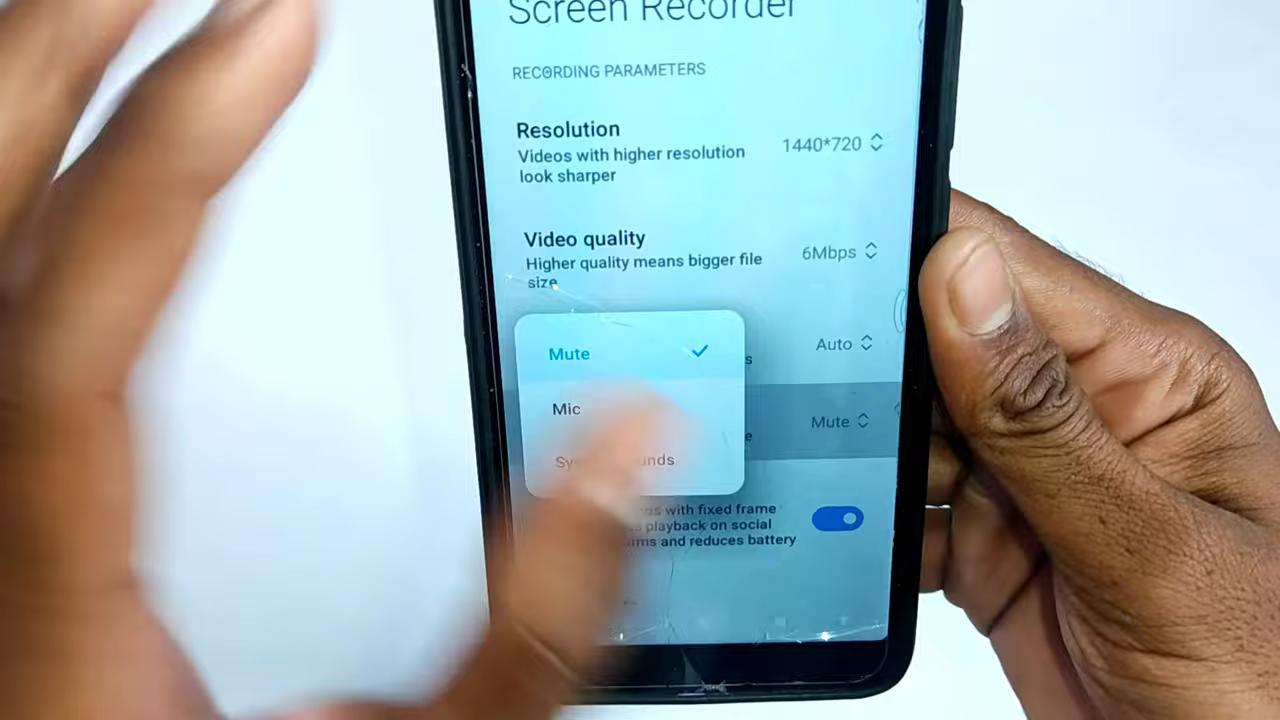 Screen Recorder
RECORDING PARAMETERS
Resolution
Videos with higher resolution
look sharper
1440*720
Video quality
Higher quality means bigger file
size
6Mbps
Mute
Auto
Mic
Mute
with fixed frame
playback on social
and reduces battery